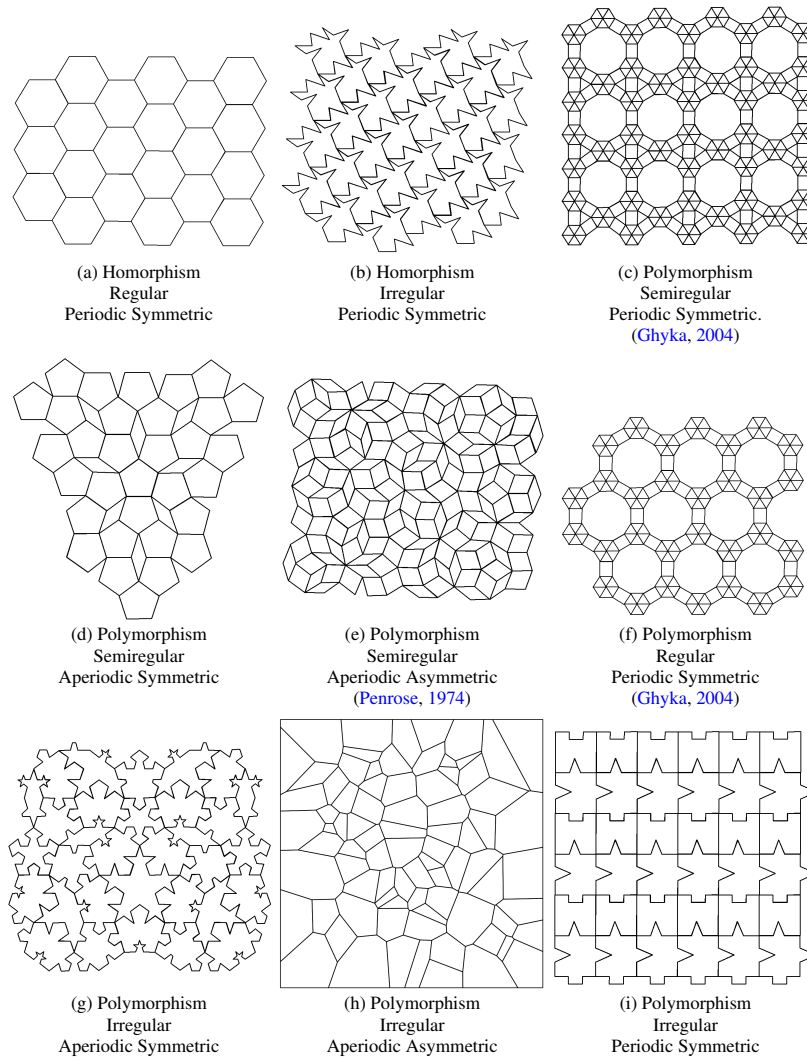 (a) Homorphism
Regular
Periodic Symmetric
(b) Homorphism
Irregular
Periodic Symmetric
(c) Polymorphism
Semiregular
Periodic Symmetric.
(Ghyka, 2004)
(d) Polymorphism
Semiregular
Aperiodic Symmetric
(e) Polymorphism
Semiregular
Aperiodic Asymmetric
(Penrose, 1974)
(f) Polymorphism
Regular
Periodic Symmetric
(Ghyka, 2004)
(g) Polymorphism
Irregular
Aperiodic Symmetric
(h) Polymorphism
Irregular
Aperiodic Asymmetric
(i) Polymorphism
Irregular
Periodic Symmetric